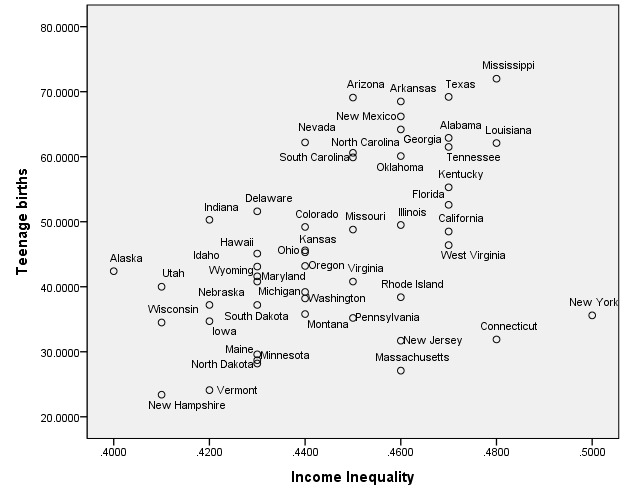 80.0000
Mississippi
Arizona
Arkansas
Texas
70.0000
New Mexico
Nevada
Alabama
Louisiana
North Carolina
Georgia
60.0000
South Carolina
Tennessee
Oklahoma
Kentucky
Delaware
Florida
Indiana
Colorado
Missouri
Illinois
California
50.0000
Hawaii
Kansas
Ohio
West Virginia
Alaska
Idaho
Utah
Wyoming
Maryland
Oregon
Virginia
Rhode Island
40.0000
Nebraska
Michigan
Washington
New York
Wisconsin
South Dakota
Pennsylvania
Iowa
Montana
Connecticut
New Jersey
Maine
Minnesota
Massachusetts
30.0000
North Dakota
Vermont
New Hampshire
20.0000
Teenage births
.4000 .4200 .4400 .4600 .4800 .5000
Income Inequality